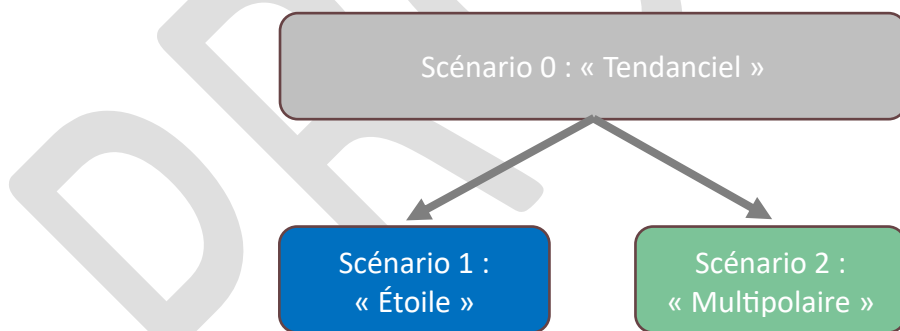 Scénario 0 : « Tendanciel »
Scénario 1 :
« Étoile »
Scénario 2 :
« Multipolaire »